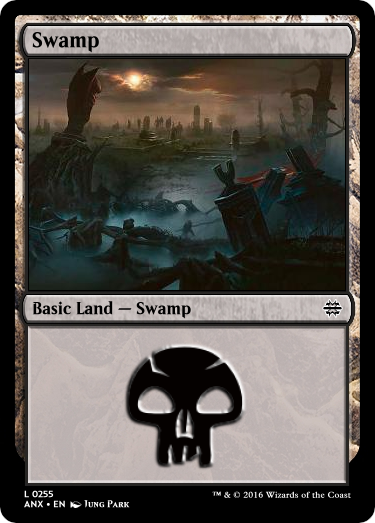 Swamp
Basic Land — Swamp
L 0255
ANX • EN Jung Park
™ & © 2016 Wizards of the Coast